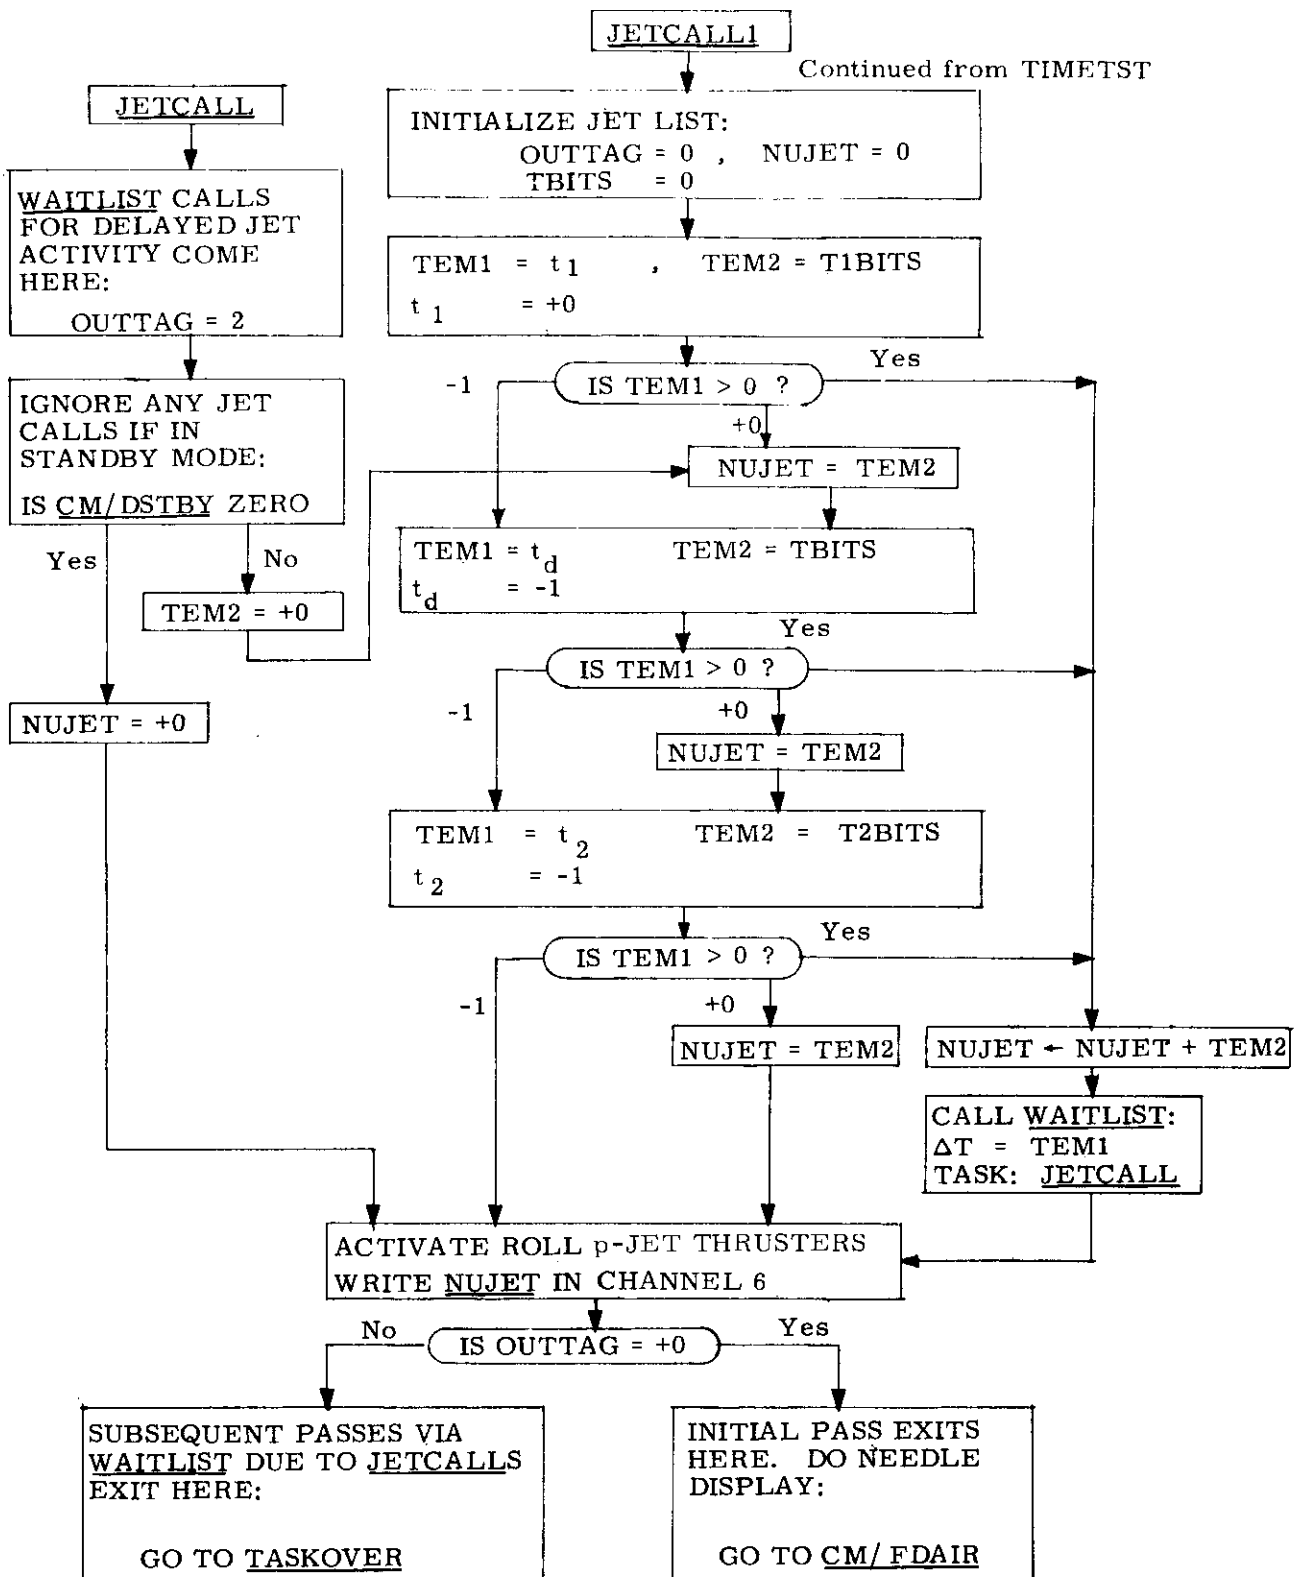 JETCALL1
Continued from TIMETST
JETCALL
INITIALIZE JET LIST:
OUTTAG = 0 , NUJET = 0
TBITS = 0
WAITLIST CALLS
FOR DELAYED JET
ACTIVITY COME
HERE:
OUTTAG = 2
TEM1 = t1 , TEM2 = T1BITS
t1 = +0
IS TEM1 > 0 ?
Yes
-1
+0
NUJET = TEM2
IGNORE ANY JET
CALLS IF IN
STANDBY MODE:
IS CM/DSTBY ZERO
Yes
No
TEM2 = +0
NUJET = +0
TEM1 = td TEM2 = TBITS
td = -1
Yes
IS TEM1 > 0 ?
-1
+0
NUJET = TEM2
TEM1 = t2 TEM2 = T2BITS
t2 = -1
Yes
IS TEM1 > 0 ?
-1
+0
NUJET = TEM2
NUJET ← NUJET + TEM2
CALL WAITLIST:
ΔT = TEM1
TASK: JETCALL
ACTIVATE ROLL p-JET THRUSTERS
WRITE NUJET IN CHANNEL 6
No
IS OUTTAG = +0
Yes
SUBSEQUENT PASSES VIA
WAITLIST DUE TO JETCALLS
EXIT HERE:
GO TO TASKOVER
INITIAL PASS EXITS
HERE. DO NEEDLE
DISPLAY:
GO TO CM/FDAIR